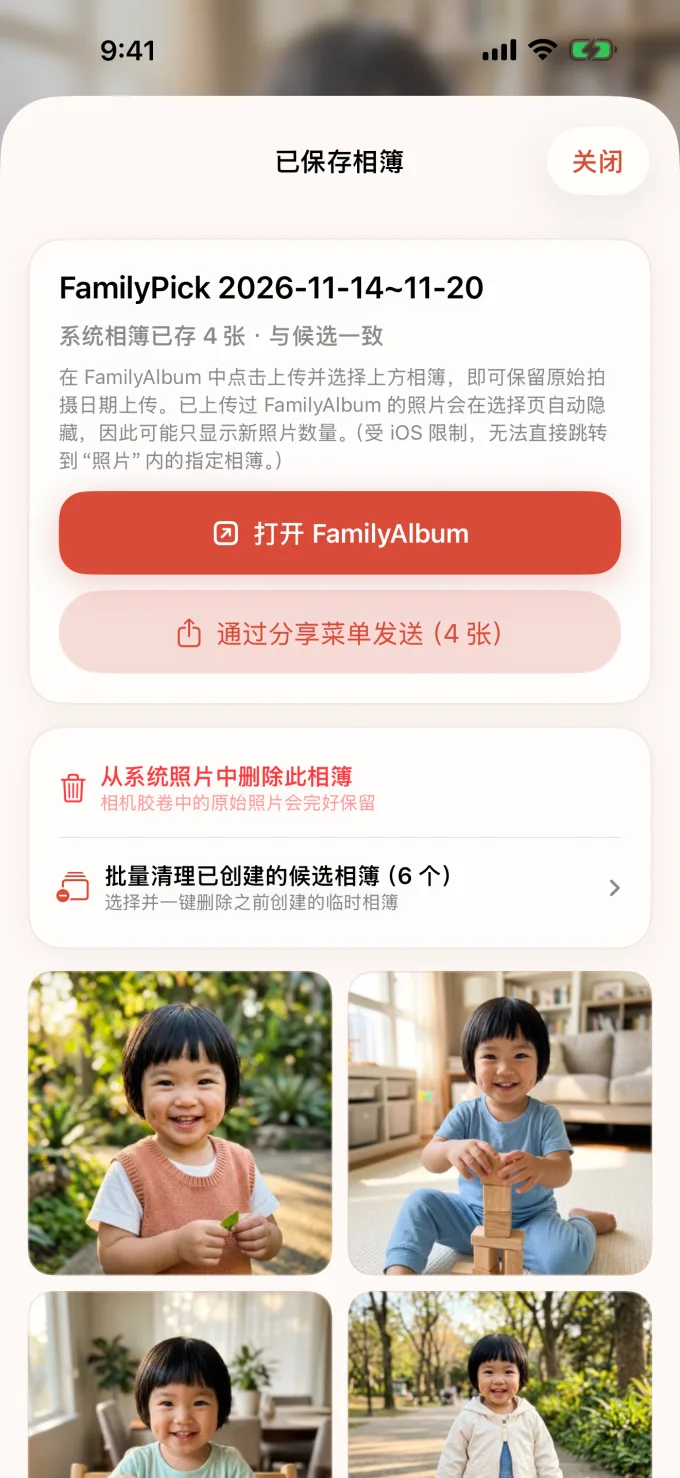 9:41
已保存相簿
关闭
FamilyPick 2026-11-14~11-20
系统相簿已存 4 张 · 与候选一致
在 FamilyAlbum 中点击上传并选择上方相簿，即可保留原始拍
摄日期上传。已上传过 FamilyAlbum 的照片会在选择页自动隐
藏，因此可能只显示新照片数量。（受 iOS 限制，无法直接跳转
到 “照片” 内的指定相簿。）
打开 FamilyAlbum
通过分享菜单发送（4 张）
从系统照片中删除此相簿
相机胶卷中的原始照片会完好保留
批量清理已创建的候选相簿（6 个）
选择并一键删除之前创建的临时相簿